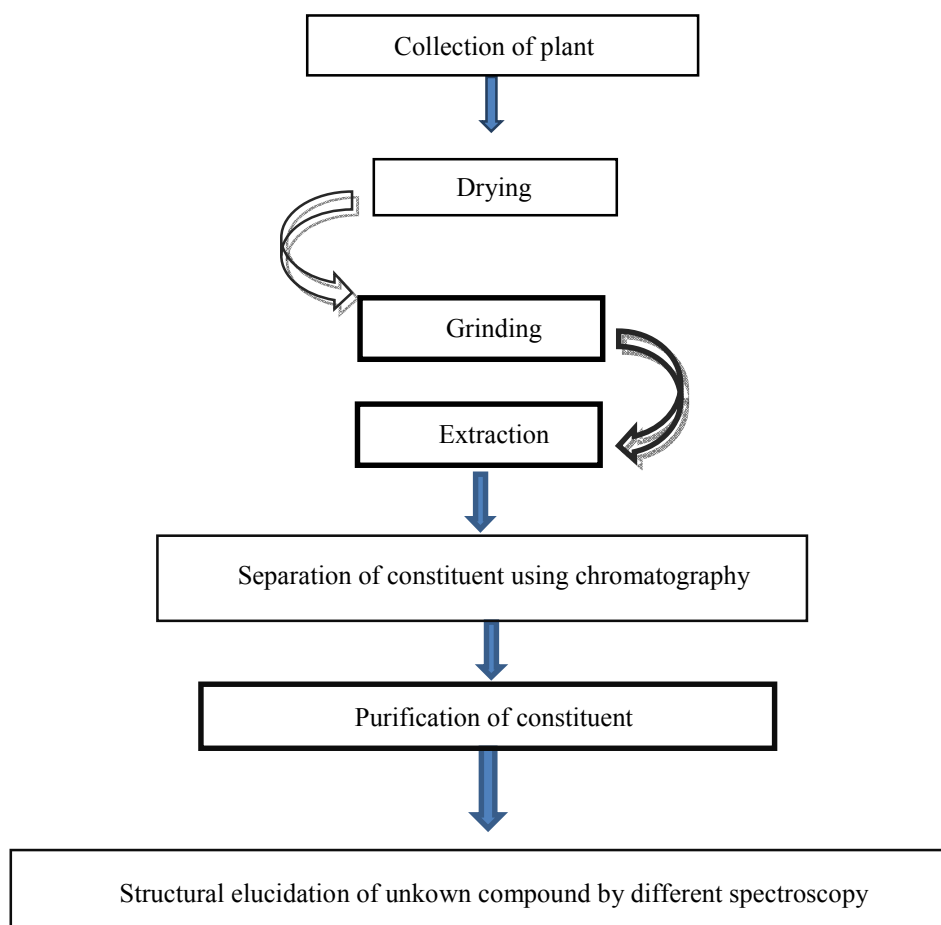 Collection of plant
Drying
Grinding
Extraction
Separation of constituent using chromatography
Purification of constituent
Structural elucidation of unkown compound by different spectroscopy